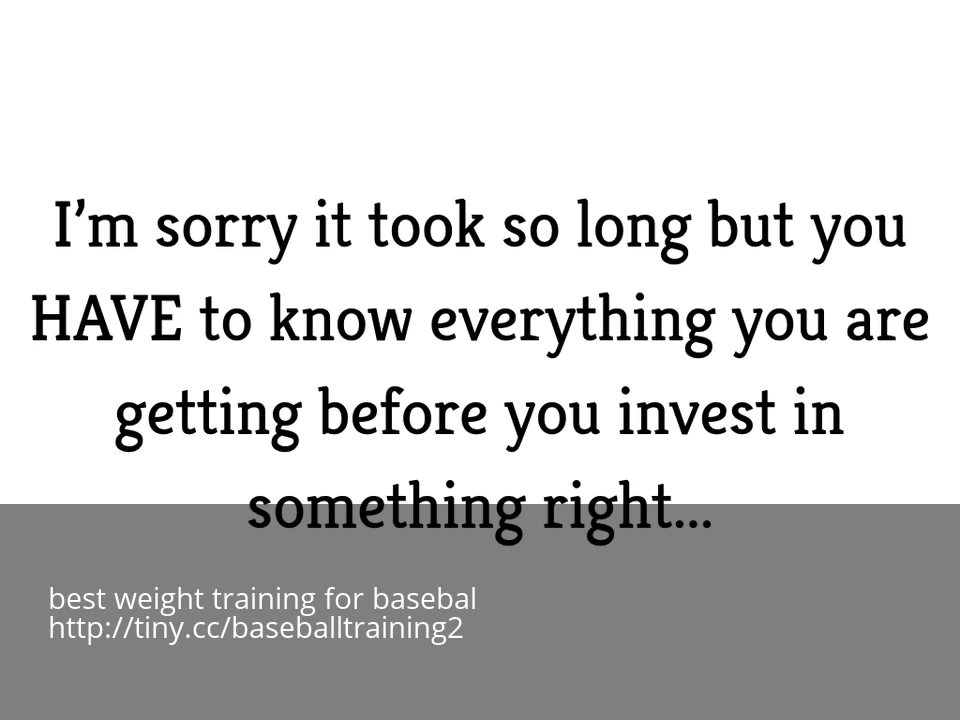 I’m sorry it took so long but you
HAVE to know everything you are
getting before you invest in
something right...
best weight training for basebal
http://tiny.cc/baseballtraining2